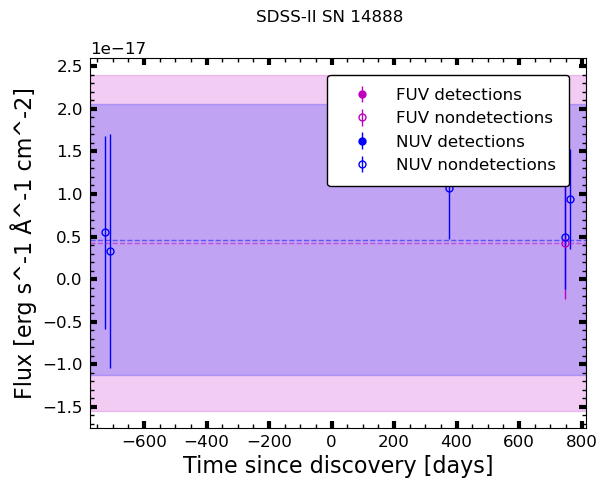 SDSS-II SN 14888
1e−17
2.5
2.0
1.5
1.0
0.5
0.0
−0.5
−1.0
−1.5
Flux [erg s^-1 Å^-1 cm^-2]
FUV detections
FUV nondetections
NUV detections
NUV nondetections
−600 −400 −200 0 200 400 600 800
Time since discovery [days]